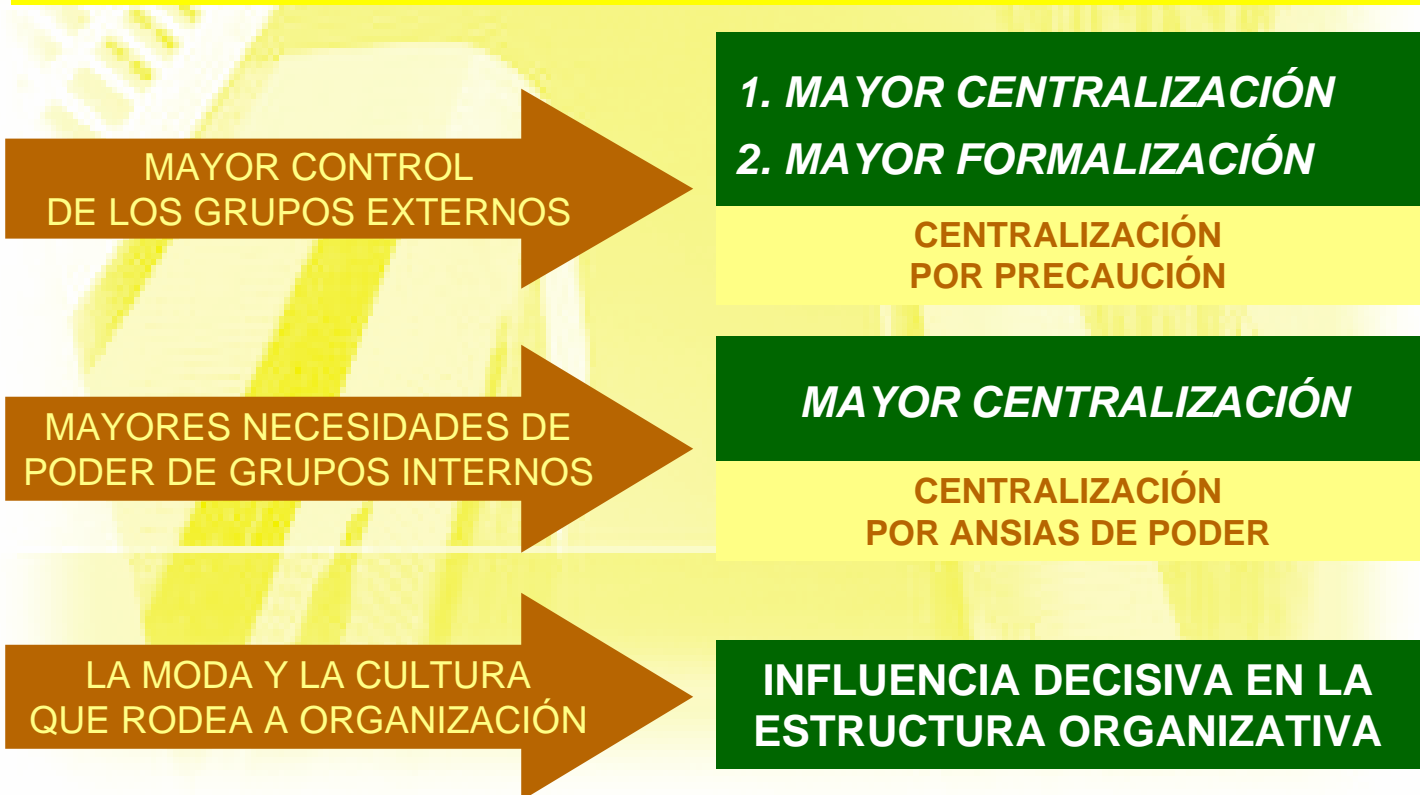 MAYOR CONTROL
DE LOS GRUPOS EXTERNOS
1. MAYOR CENTRALIZACIÓN
2. MAYOR FORMALIZACIÓN
CENTRALIZACIÓN
POR PRECAUCIÓN
MAYORES NECESIDADES DE
PODER DE GRUPOS INTERNOS
MAYOR CENTRALIZACIÓN
CENTRALIZACIÓN
POR ANSIAS DE PODER
LA MODA Y LA CULTURA
QUE RODEA A ORGANIZACIÓN
INFLUENCIA DECISIVA EN LA
ESTRUCTURA ORGANIZATIVA